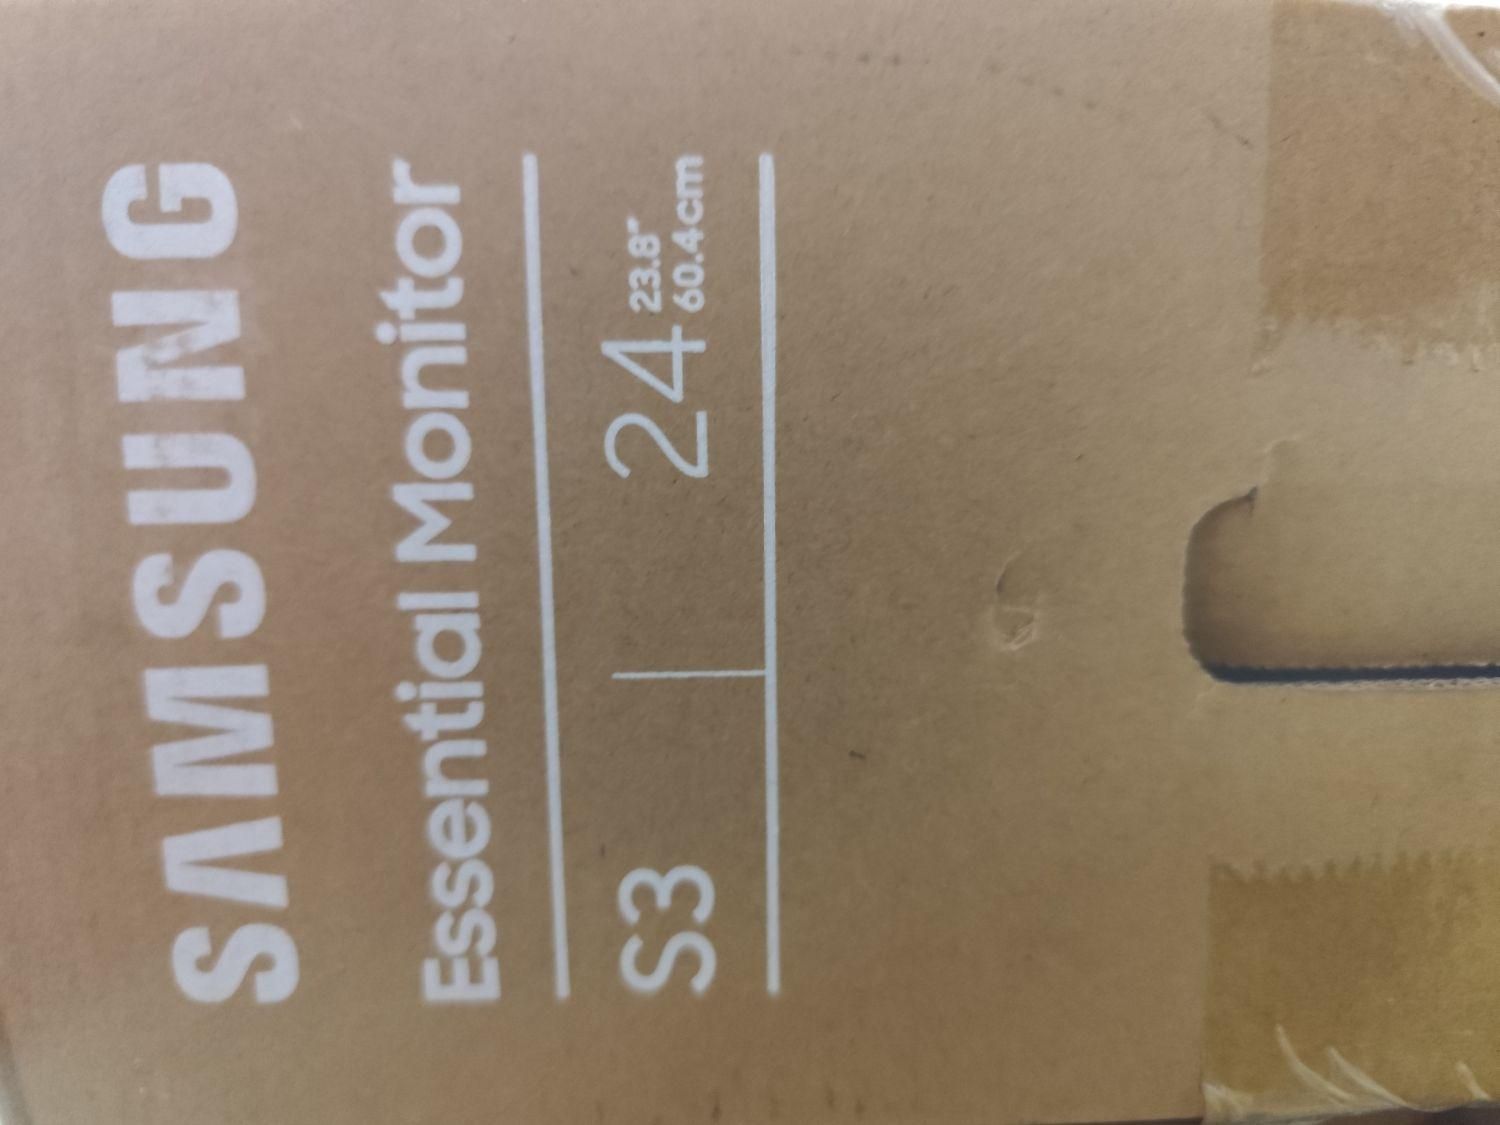 SAMSUNG
Essential Monitor
S3 | 24 23.8"
60.4cm